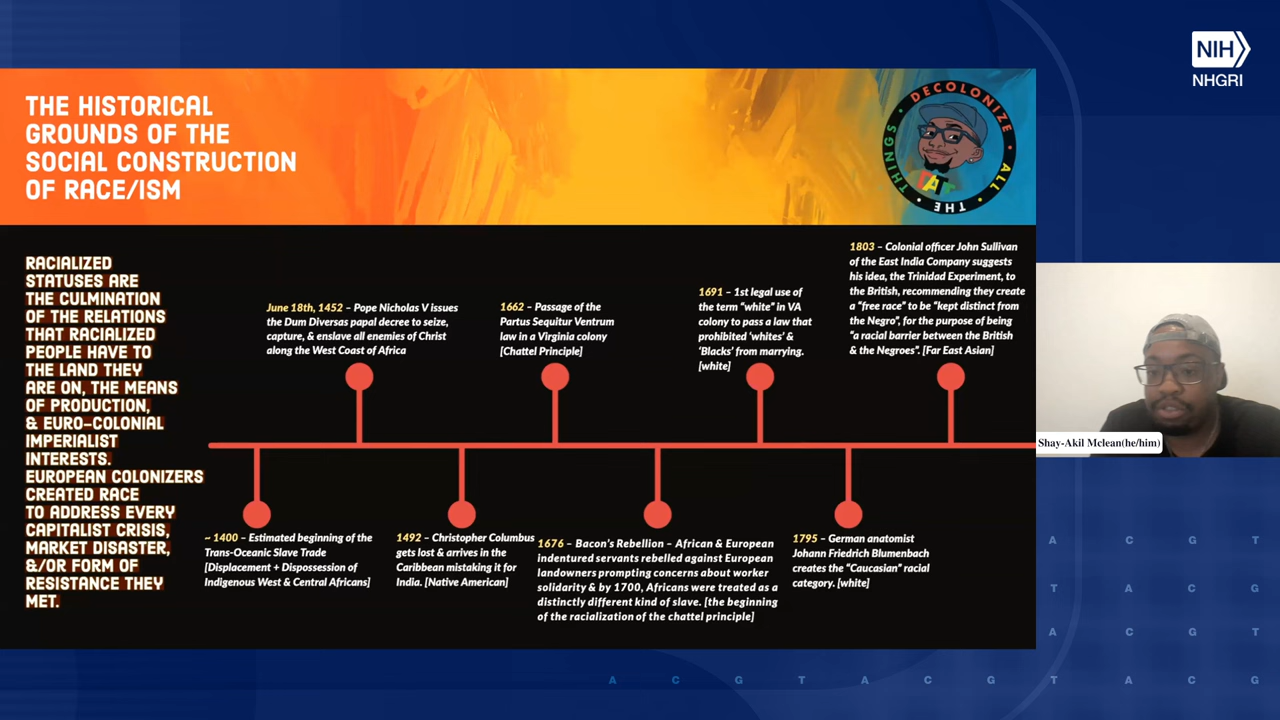 NIH
NHGRI
THE HISTORICAL
GROUNDS OF THE
SOCIAL CONSTRUCTION
OF RACE/ISM
DECOLONIZE • ALL • THE • THINGS •
DAT
RACIALIZED
STATUSES ARE
THE CULMINATION
OF THE RELATIONS
THAT RACIALIZED
PEOPLE HAVE TO
THE LAND THEY
ARE ON, THE MEANS
OF PRODUCTION,
& EURO-COLONIAL
IMPERIALIST
INTERESTS.
EUROPEAN COLONIZERS
CREATED RACE
TO ADDRESS EVERY
CAPITALIST CRISIS,
MARKET DISASTER,
&/OR FORM OF
RESISTANCE THEY
MET.
June 18th, 1452 – Pope Nicholas V issues
the Dum Diversas papal decree to seize,
capture, & enslave all enemies of Christ
along the West Coast of Africa
1662 – Passage of the
Partus Sequitur Ventrum
law in a Virginia colony
[Chattel Principle]
1691 – 1st legal use of
the term “white” in VA
colony to pass a law that
prohibited ‘whites’ &
‘Blacks’ from marrying.
[white]
1803 – Colonial officer John Sullivan
of the East India Company suggests
his idea, the Trinidad Experiment, to
the British, recommending they create
a “free race” to be “kept distinct from
the Negro”, for the purpose of being
“a racial barrier between the British
& the Negroes”. [Far East Asian]
~ 1400 – Estimated beginning of the
Trans-Oceanic Slave Trade
[Displacement + Dispossession of
Indigenous West & Central Africans]
1492 – Christopher Columbus
gets lost & arrives in the
Caribbean mistaking it for
India. [Native American]
1676 – Bacon’s Rebellion – African & European
indentured servants rebelled against European
landowners prompting concerns about worker
solidarity & by 1700, Africans were treated as a
distinctly different kind of slave. [the beginning
of the racialization of the chattel principle]
1795 – German anatomist
Johann Friedrich Blumenbach
creates the “Caucasian” racial
category. [white]
Shay-Akil Mclean(he/him)
A C G T
T A C G
A C G T
A C G T A C G T A C G